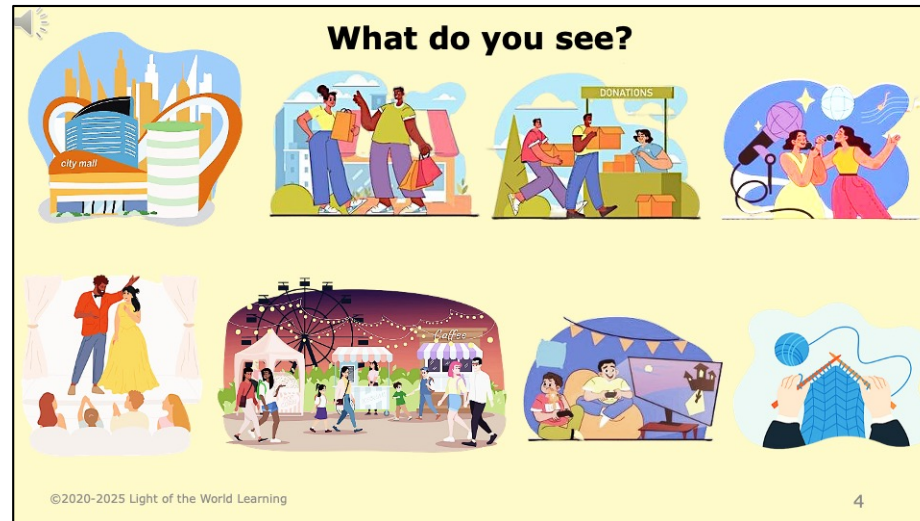 What do you see?
city mall
DONATIONS
Coffee
©2020-2025 Light of the World Learning
4